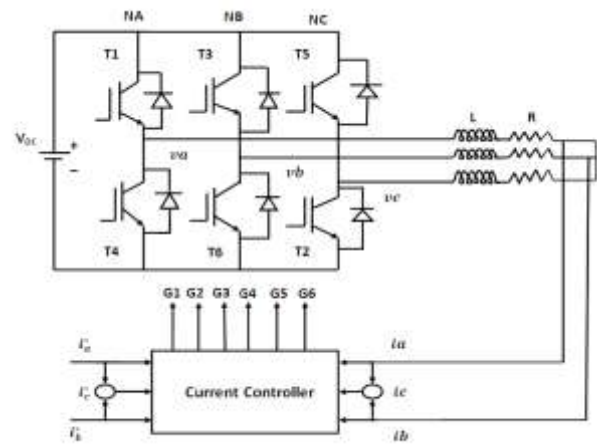 NA NB NC
T1 T3 T5
L R
VDC
+
−
va
vb
vc
T4 T6 T2
G1 G2 G3 G4 G5 G6
i*a
ia
i*c
Current Controller
ic
i*b
ib